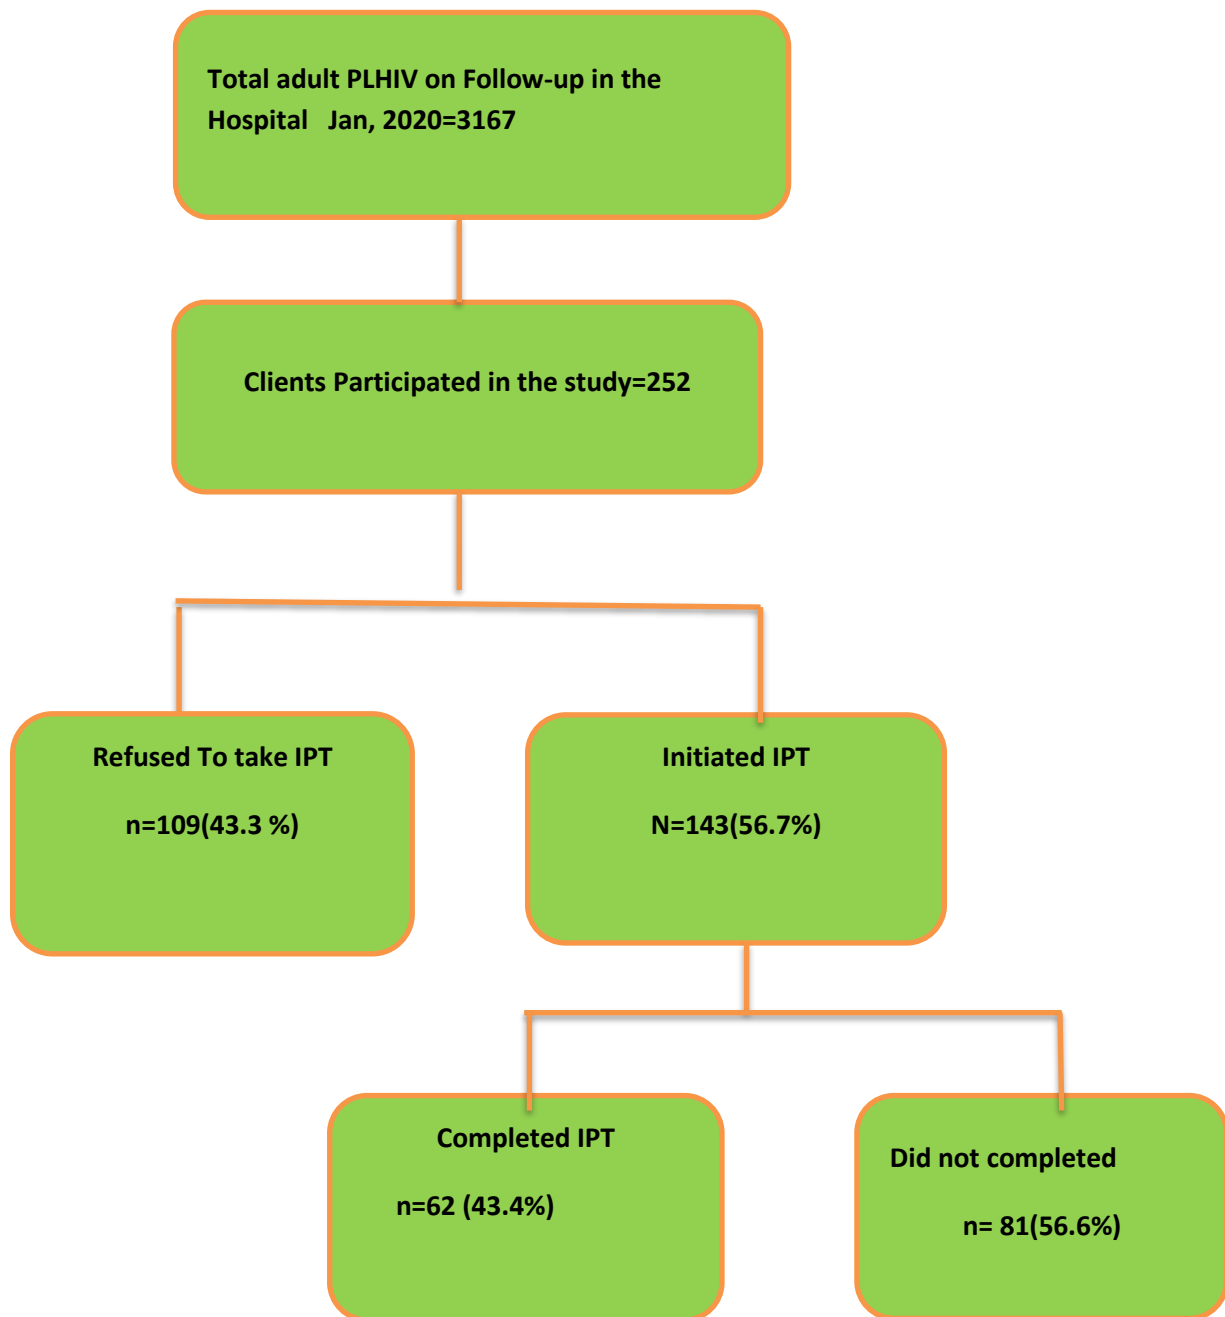 Total adult PLHIV on Follow-up in the
Hospital Jan, 2020=3167
Clients Participated in the study=252
Refused To take IPT
n=109(43.3 %)
Initiated IPT
N=143(56.7%)
Completed IPT
n=62 (43.4%)
Did not completed
n= 81(56.6%)